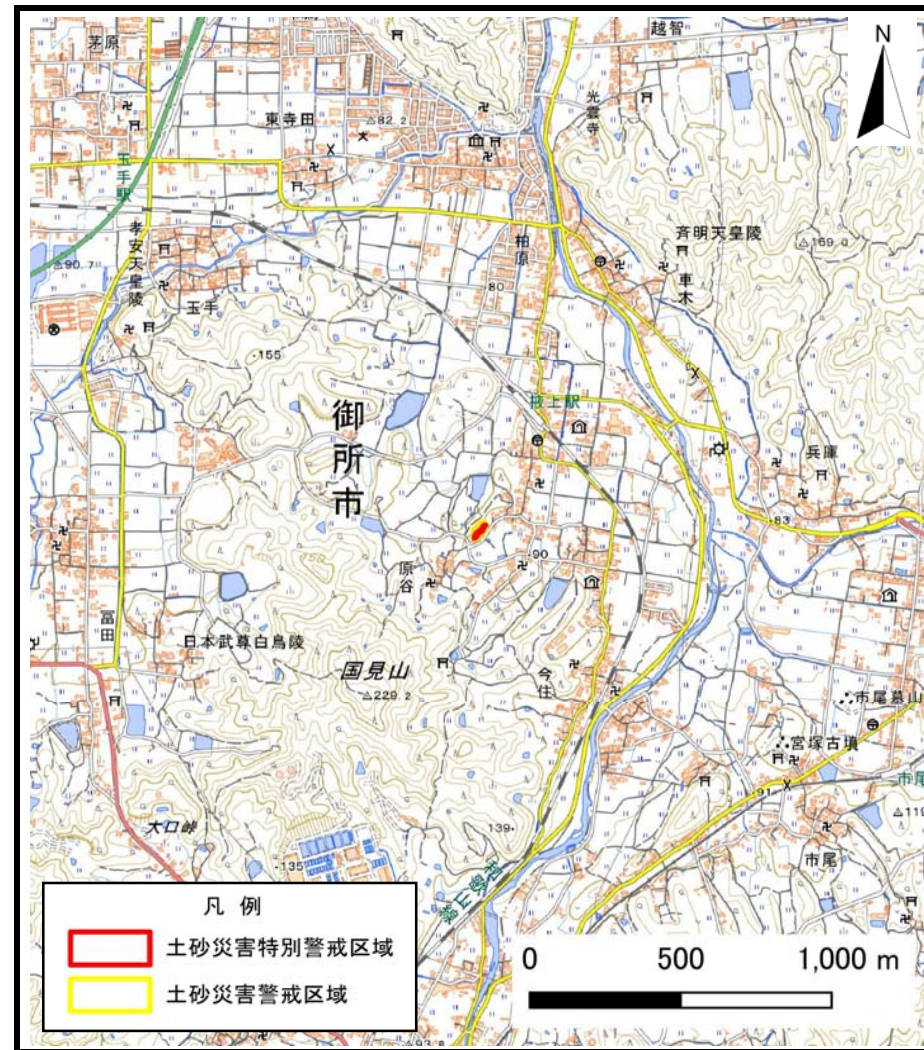 茅原
越智
N
東寺田
82.2
光雲寺
玉手駅
孝安天皇陵
90.7
玉手
柏原
80
斉明天皇陵
車木
169.0
155
御所市
掖上駅
兵庫
83
原谷
90
冨田
日本武尊白鳥陵
国見山
229.2
今住
市尾墓山
宮塚古墳
市尾
91
139
大口峠
135
市尾
凡 例
土砂災害特別警戒区域
土砂災害警戒区域
0 500 1,000 m
93.8